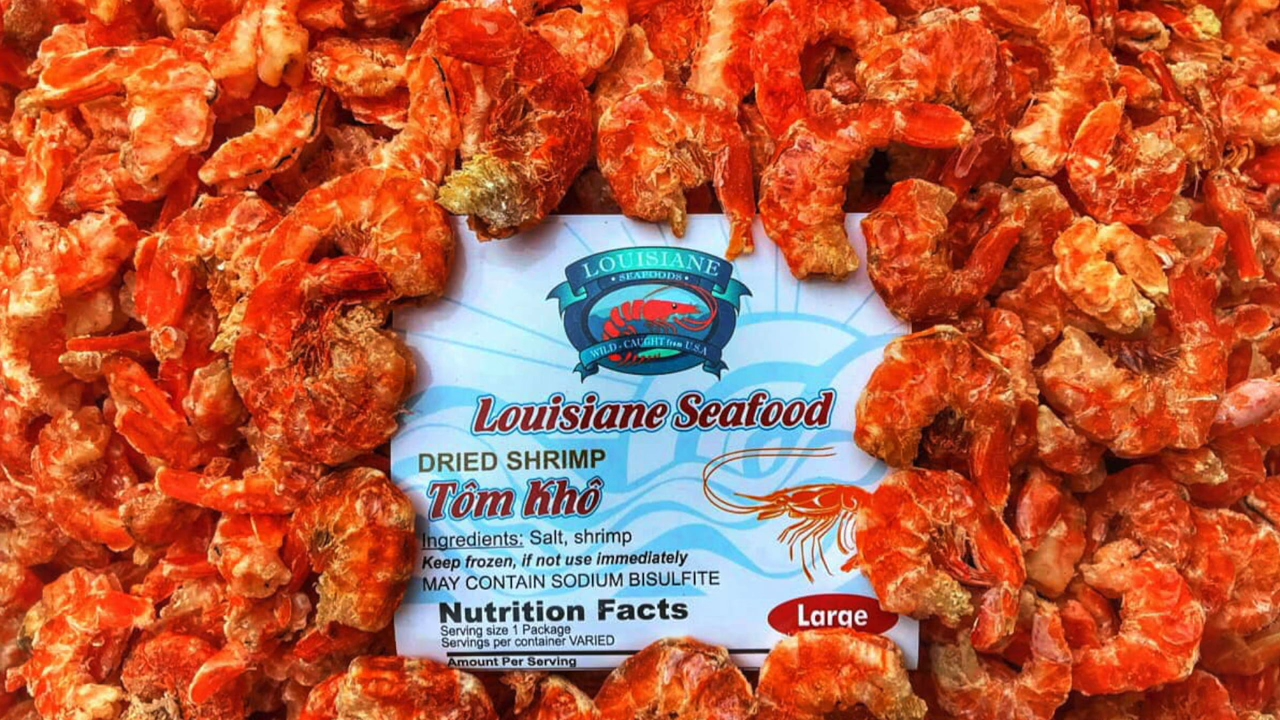 LOUISIANE
• SEAFOODS •
WILD - CAUGHT from U.S.A
Louisiane Seafood
DRIED SHRIMP
Tôm Khô
Ingredients: Salt, shrimp
Keep frozen, if not use immediately
MAY CONTAIN SODIUM BISULFITE
Nutrition Facts
Large
Serving size 1 Package
Servings per container VARIED
Amount Per Serving